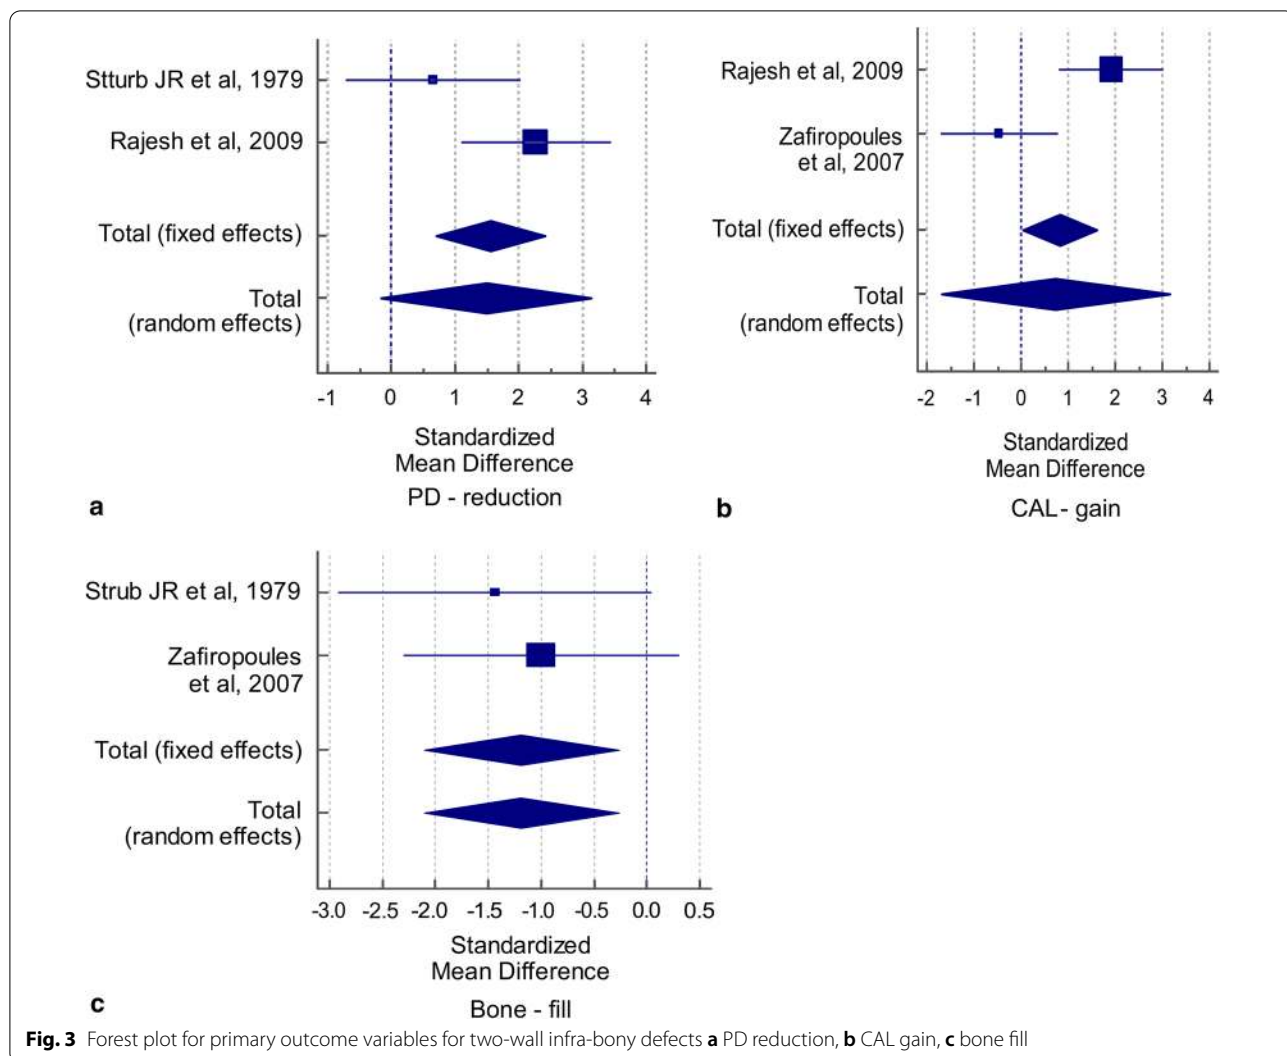 Stturb JR et al, 1979
Rajesh et al, 2009
Total (fixed effects)
Total
(random effects)
-1 0 1 2 3 4
Standardized
Mean Difference
PD - reduction
a
Rajesh et al, 2009
Zafiropoules
et al, 2007
Total (fixed effects)
Total
(random effects)
-2 -1 0 1 2 3 4
Standardized
Mean Difference
CAL- gain
b
Strub JR et al, 1979
Zafiropoules
et al, 2007
Total (fixed effects)
Total
(random effects)
-3.0 -2.5 -2.0 -1.5 -1.0 -0.5 0.0 0.5
Standardized
Mean Difference
Bone - fill
c
Fig. 3 Forest plot for primary outcome variables for two-wall infra-bony defects a PD reduction, b CAL gain, c bone fill